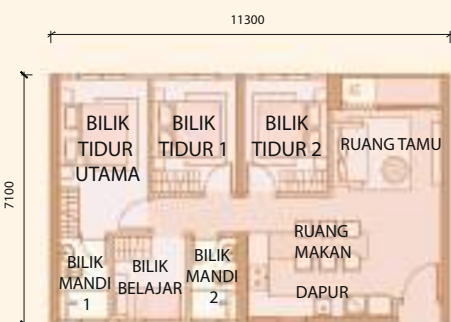 11300
7100
BILIK
TIDUR
UTAMA
BILIK
TIDUR 1
BILIK
TIDUR 2
RUANG TAMU
BILIK
MANDI
1
BILIK
BELAJAR
BILIK
MANDI
2
RUANG
MAKAN
DAPUR